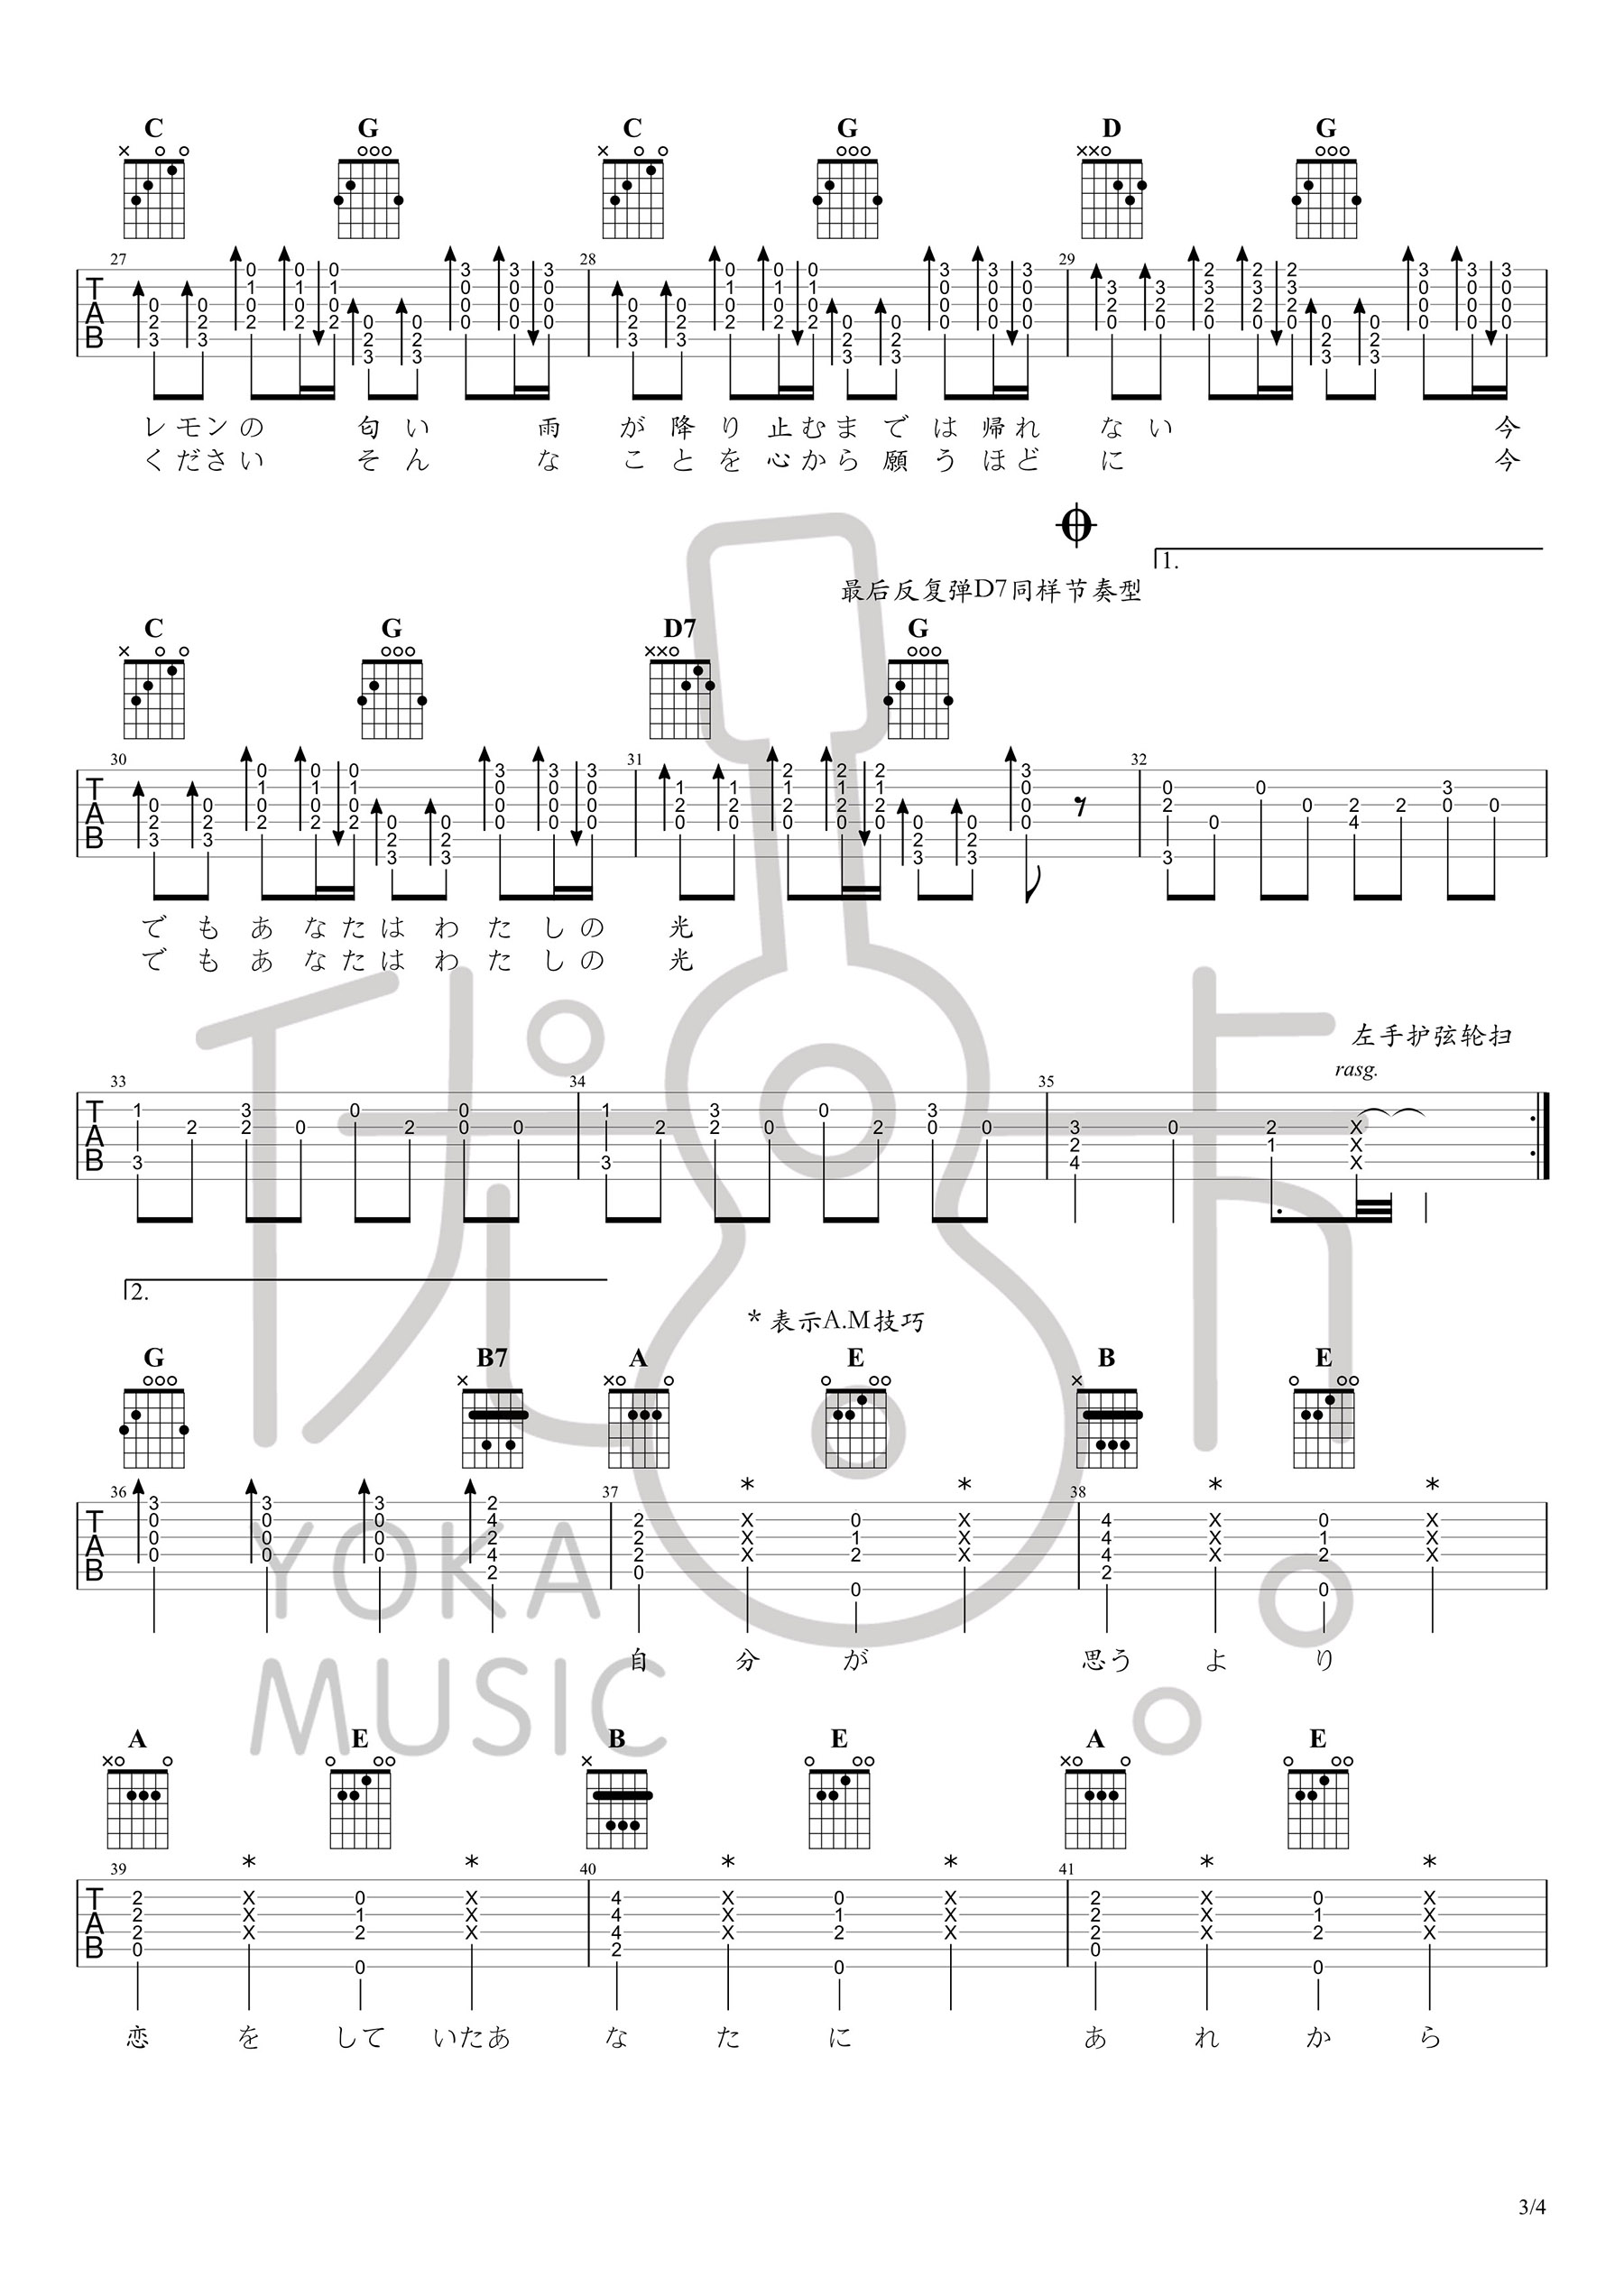 C G C G D G
27 28 29
TAB
レモンの 匂い 雨 が降り止むまでは帰れ ない 今
ください そん な ことを心から願うほど に 今
1.
最后反复弹D7同样节奏型
C G D7 G
30 31 32
TAB
でもあなたはわたしの 光
でもあなたはわたしの 光
左手护弦轮扫
rasg.
33 34 35
TAB
2.
* 表示A.M技巧
G B7 A E B E
* * * *
36 37 38
TAB
YOKA
自分が 思うより
MUSIC
A E B E A E
* * * * * *
39 40 41
TAB
恋をしていたあ なたに あれから
3/4